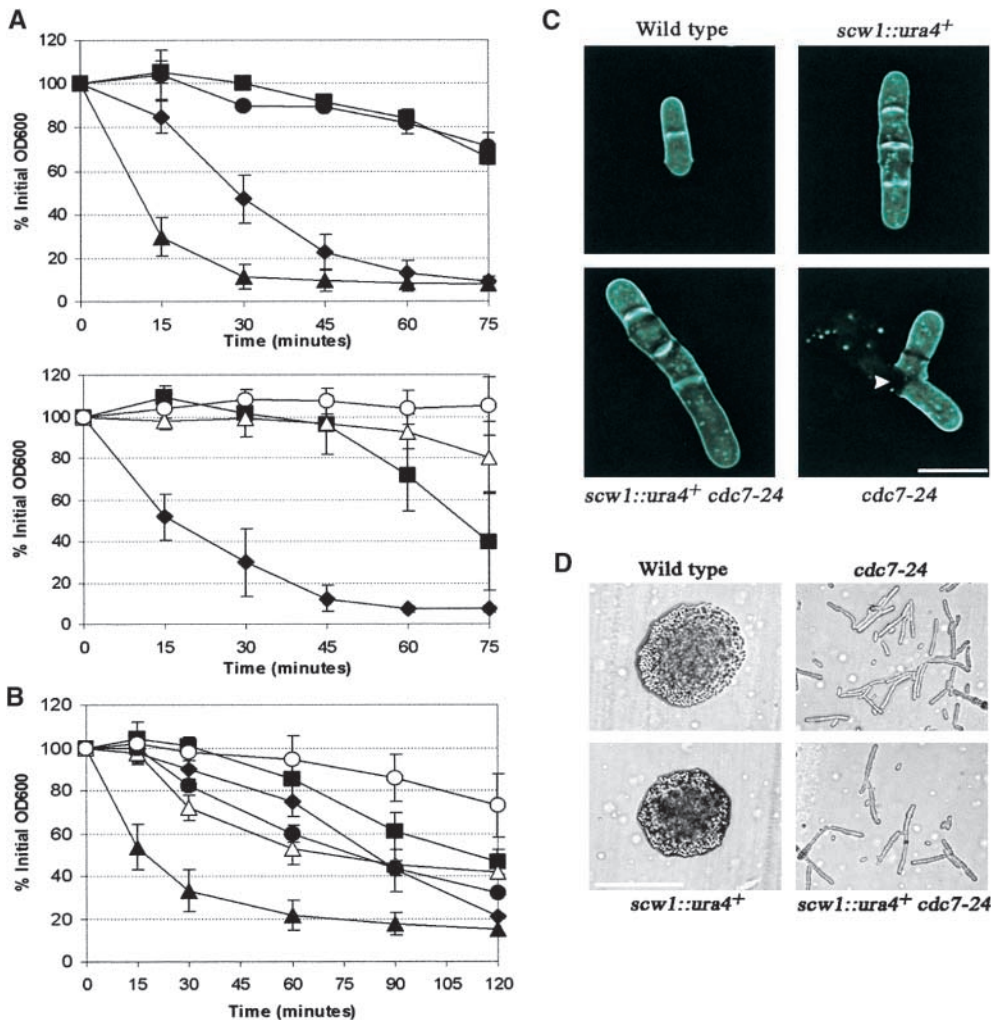 A
120
100
80
60
40
20
0
% Initial OD600
0 15 30 45 60 75
Time (minutes)
120
100
80
60
40
20
0
% Initial OD600
0 15 30 45 60 75
Time (minutes)
B
120
100
80
60
40
20
0
% Initial OD600
0 15 30 45 60 75 90 105 120
Time (minutes)
C
Wild type
scw1::ura4+
scw1::ura4+ cdc7-24
cdc7-24
D
Wild type
cdc7-24
scw1::ura4+
scw1::ura4+ cdc7-24